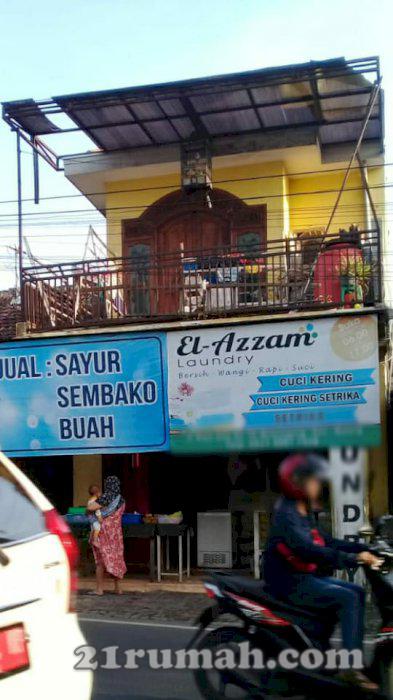 JUAL : SAYUR
SEMBAKO
BUAH
EL-AZZAM
Laundry
Bersih - Wangi - Rapi - Suci
CUCI KERING
CUCI KERING SETRIKA
SETRIKA
21rumah.com